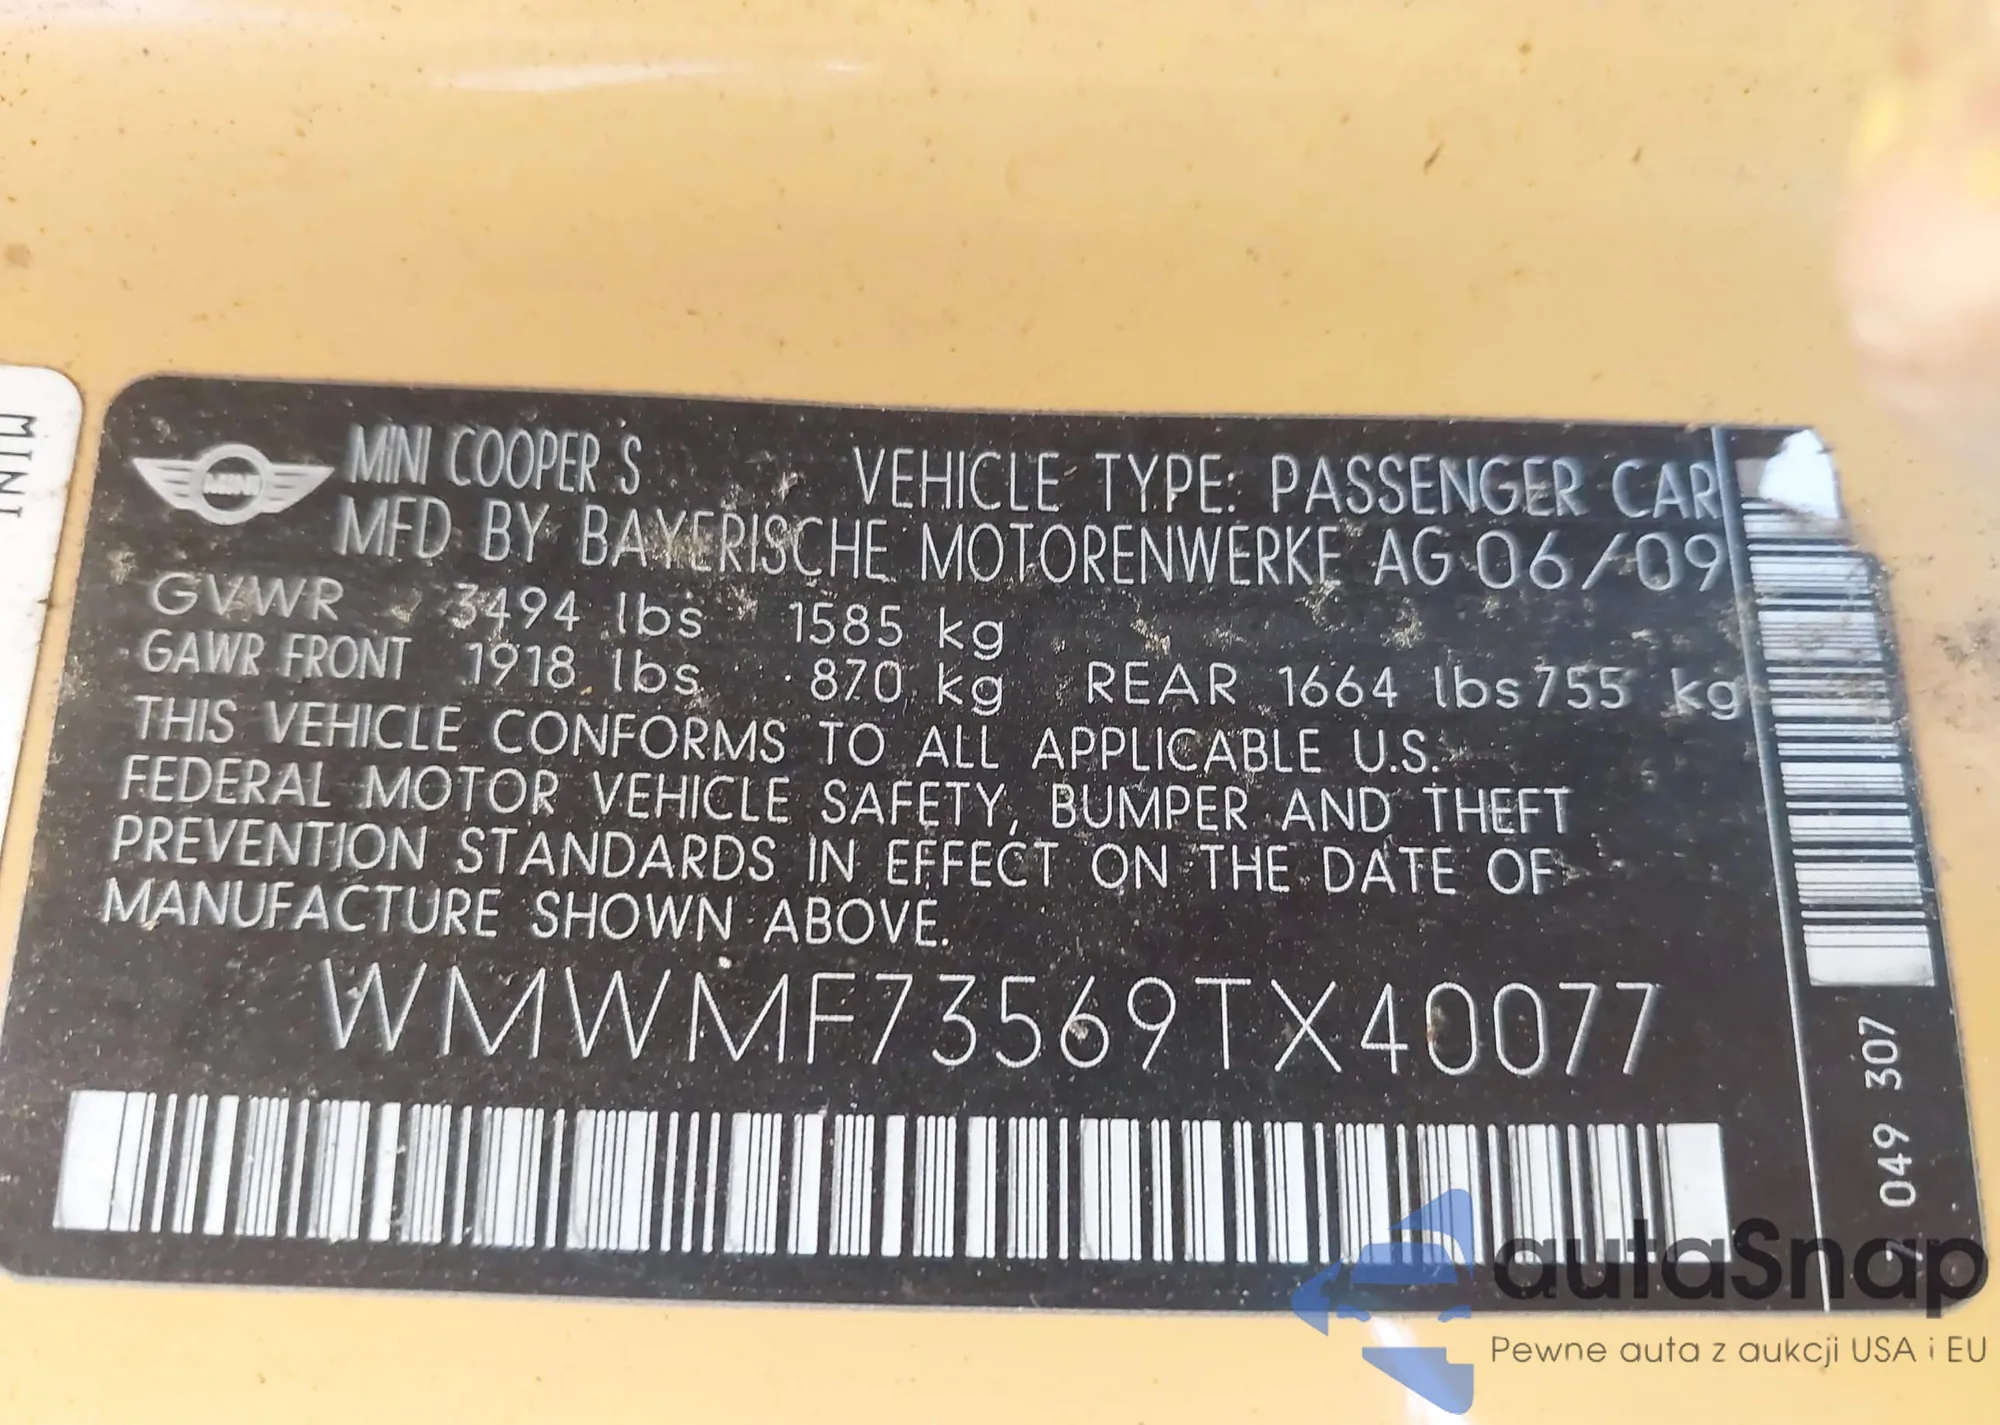 MINI
MINI
MINI COOPER S
VEHICLE TYPE: PASSENGER CAR
MFD BY BAYERISCHE MOTORENWERKE AG 06/09
GVWR 3494 lbs 1585 kg
GAWR FRONT 1918 lbs 870 kg REAR 1664 lbs 755 kg
THIS VEHICLE CONFORMS TO ALL APPLICABLE U.S.
FEDERAL MOTOR VEHICLE SAFETY, BUMPER AND THEFT
PREVENTION STANDARDS IN EFFECT ON THE DATE OF
MANUFACTURE SHOWN ABOVE.
WMWMF73569TX40077
7 049 307
autaSnap
Pewne auta z aukcji USA i EU